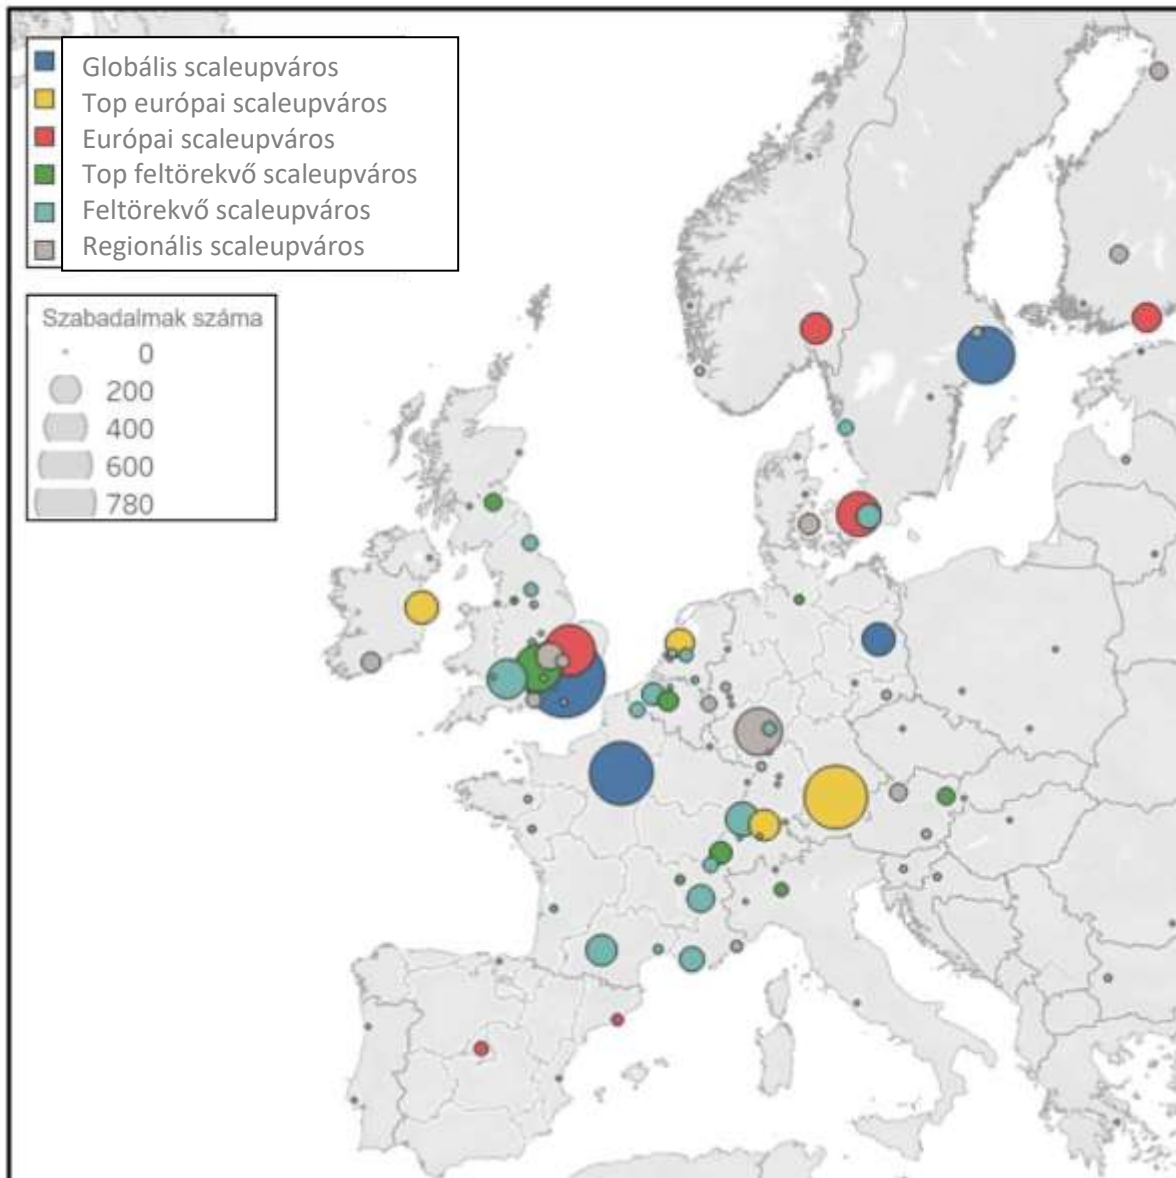 Globális scaleupváros
Top európai scaleupváros
Európai scaleupváros
Top feltörekvő scaleupváros
Feltörekvő scaleupváros
Regionális scaleupváros
Szabadalmak száma
0
200
400
600
780